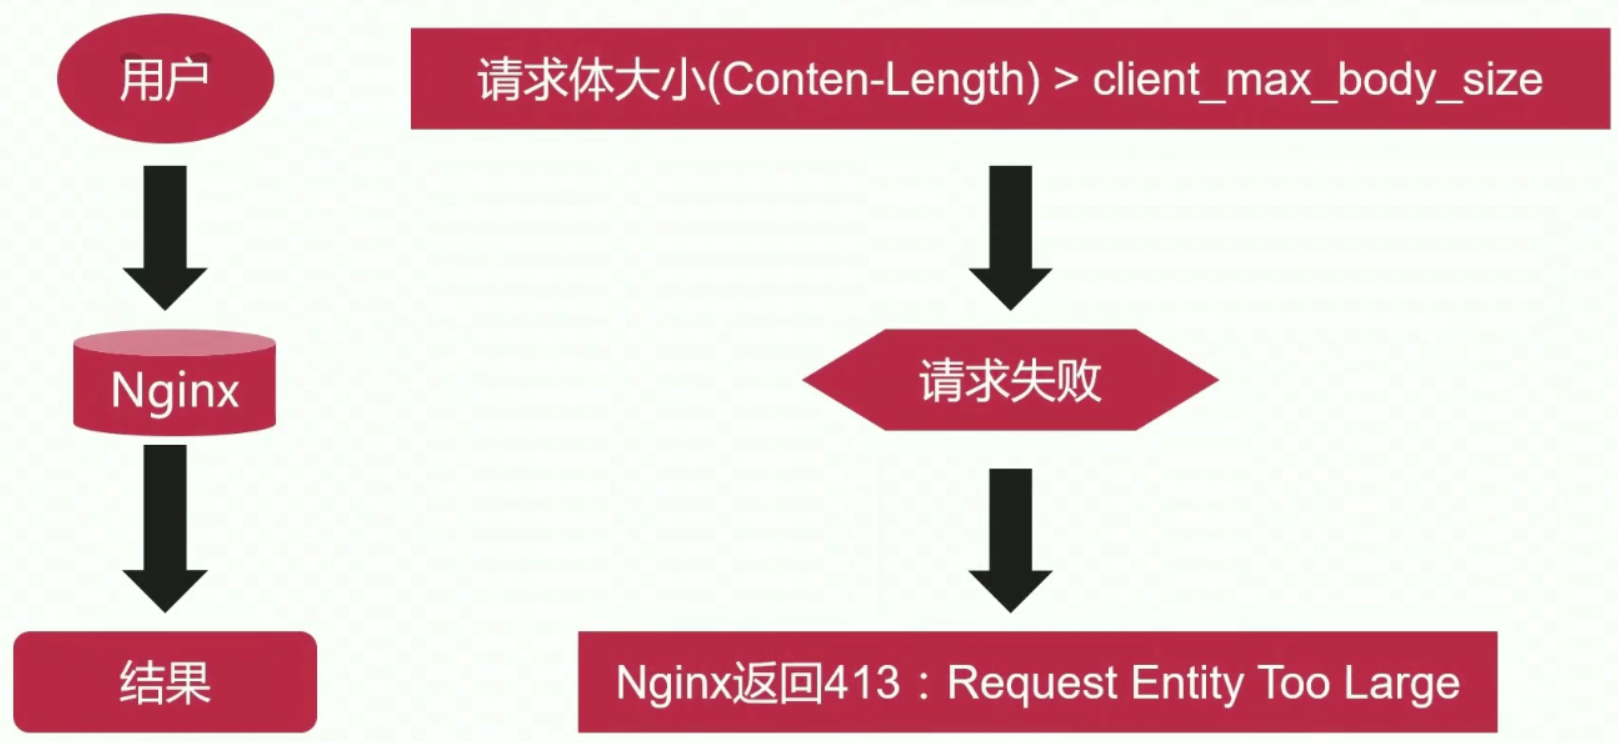 用户
请求体大小(Conten-Length) > client_max_body_size
Nginx
请求失败
结果
Nginx返回413：Request Entity Too Large